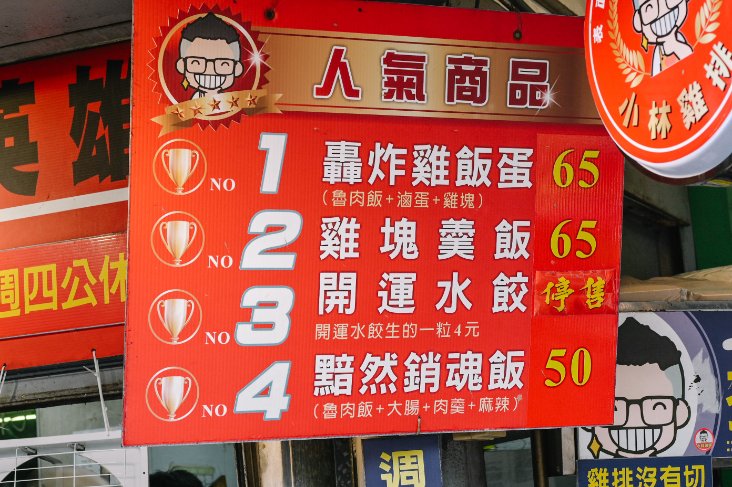 人氣商品
NO 1 轟炸雞飯蛋 65
(魯肉飯+滷蛋+雞塊)
NO 2 雞塊羹飯 65
NO 3 開運水餃 停售
開運水餃生的一粒4元
NO 4 黯然銷魂飯 50
(魯肉飯+大腸+肉羹+麻辣)
英雄
週四公休
小林雞排
週
雞排沒有切